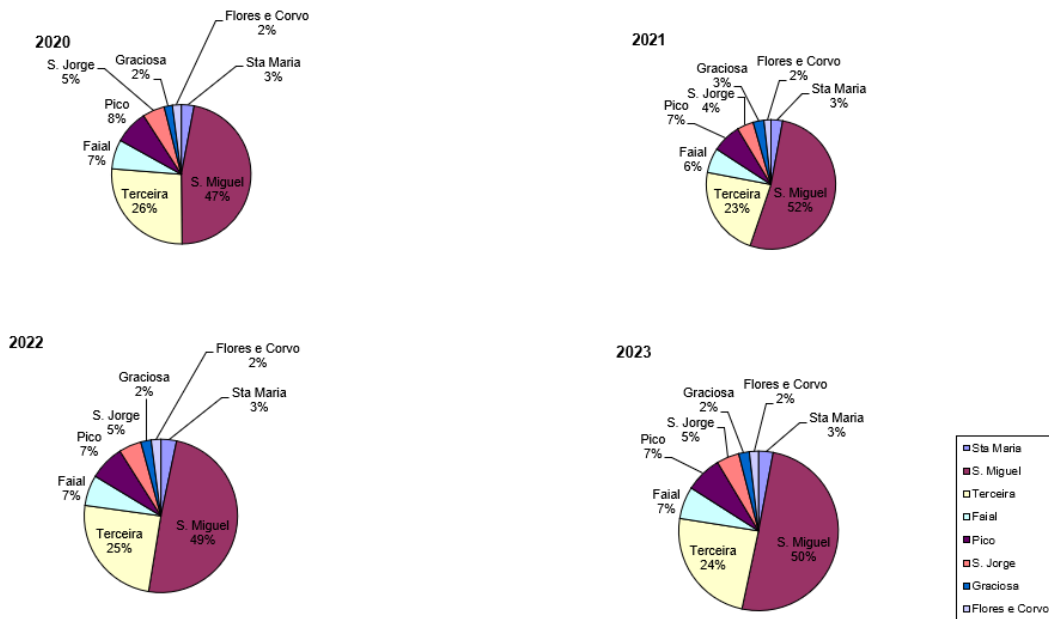 2020
Flores e Corvo
2%
Graciosa
2%
S. Jorge
5%
Sta Maria
3%
Pico
8%
Faial
7%
Terceira
26%
S. Miguel
47%
2021
Flores e Corvo
2%
Graciosa
3%
S. Jorge
4%
Sta Maria
3%
Pico
7%
Faial
6%
Terceira
23%
S. Miguel
52%
2022
Flores e Corvo
2%
Graciosa
2%
Sta Maria
3%
S. Jorge
5%
Pico
7%
Faial
7%
Terceira
25%
S. Miguel
49%
2023
Flores e Corvo
2%
Graciosa
2%
Sta Maria
3%
S. Jorge
5%
Pico
7%
Faial
7%
Terceira
24%
S. Miguel
50%
Sta Maria
S. Miguel
Terceira
Faial
Pico
S. Jorge
Graciosa
Flores e Corvo